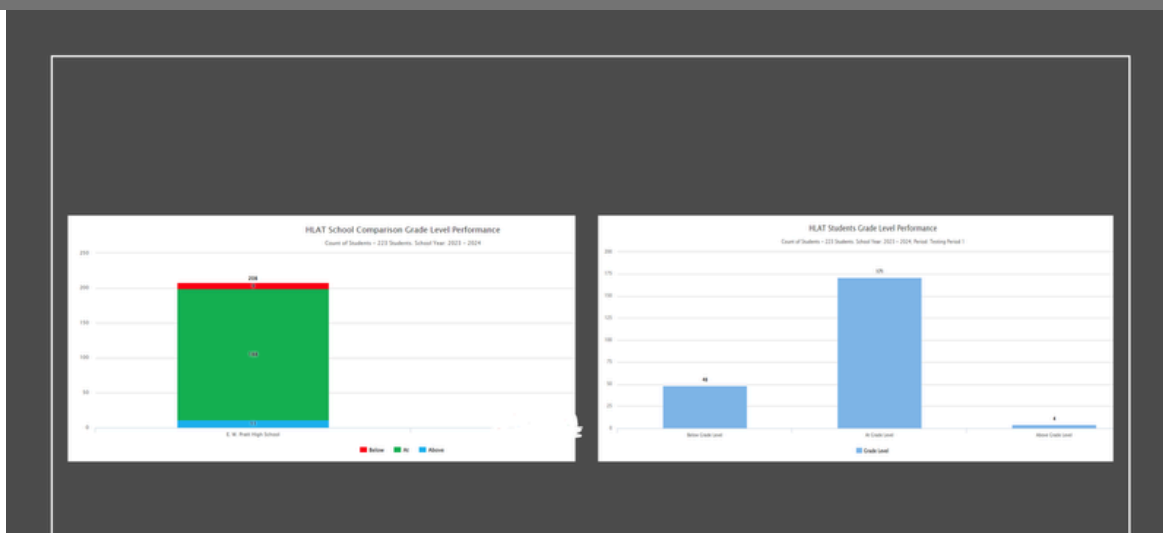 HLAT School Comparison Grade Level Performance
Count of Students - 223 Students. School Year: 2023 - 2024
250
208
200
150
100
50
0
E. W. Pratt High School
Below At Above
HLAT Students Grade Level Performance
Count of Students - 223 Students. School Year: 2023 - 2024, Period: Testing Period 1
200
175
171
150
125
100
75
50
48
25
4
0
Below Grade Level At Grade Level Above Grade Level
Grade Level